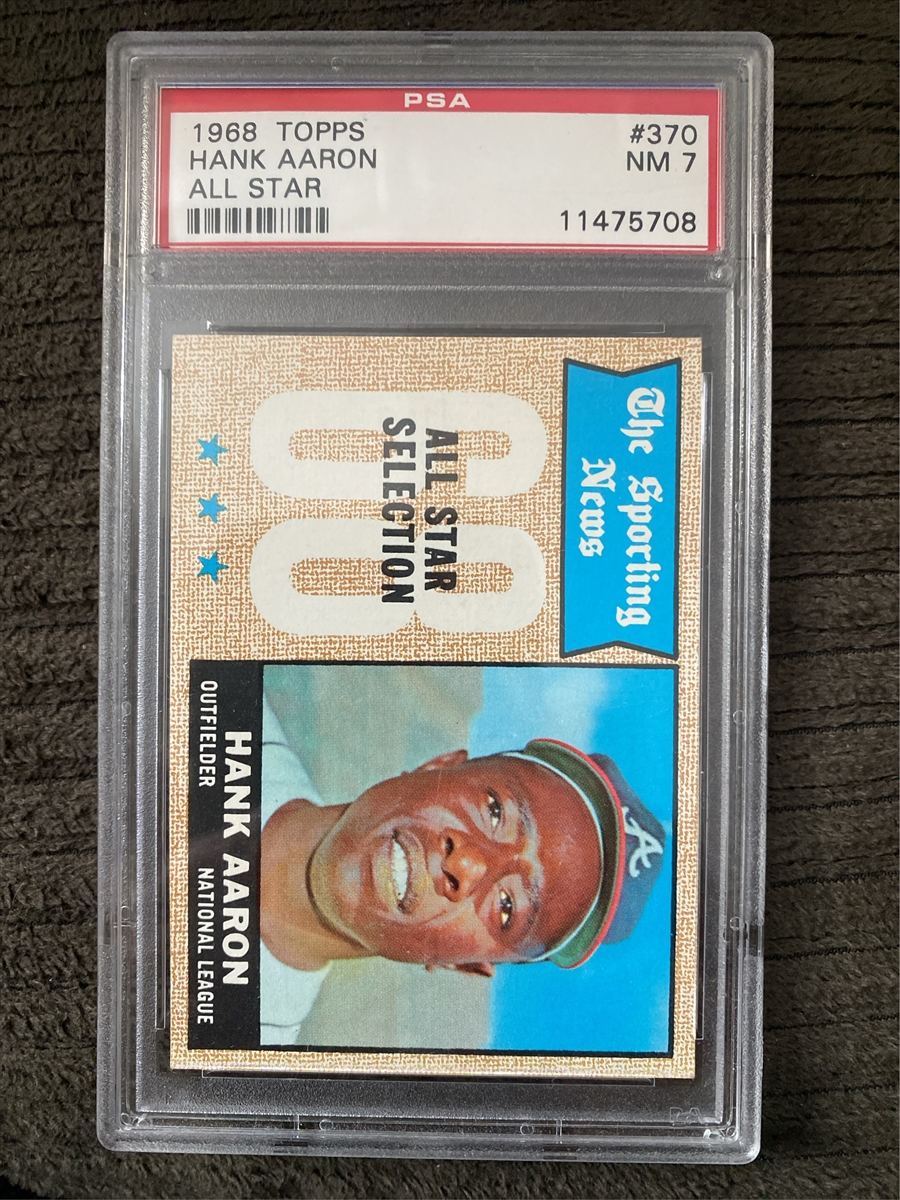 PSA
1968 TOPPS #370
HANK AARON NM 7
ALL STAR
11475708
The Sporting
News
68
ALL STAR
SELECTION
HANK AARON
OUTFIELDER NATIONAL LEAGUE
A